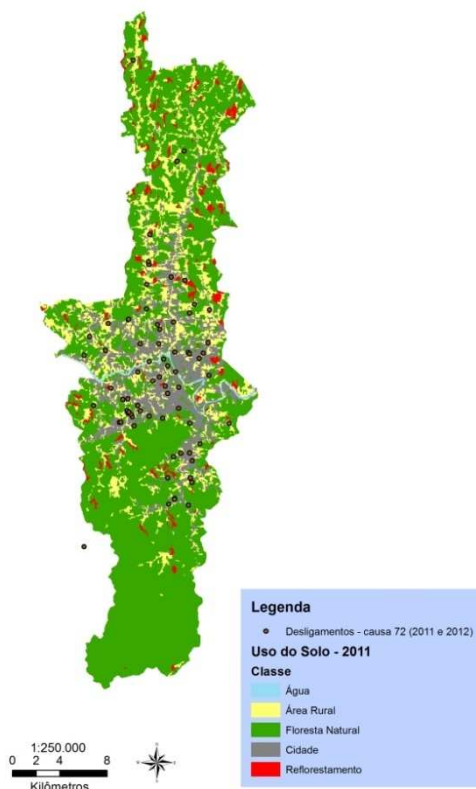 Legenda
Desligamentos - causa 72 (2011 e 2012)
Uso do Solo - 2011
Classe
Água
Área Rural
Floresta Natural
Cidade
Reflorestamento
1:250.000
0 2 4 8
Kilômetros